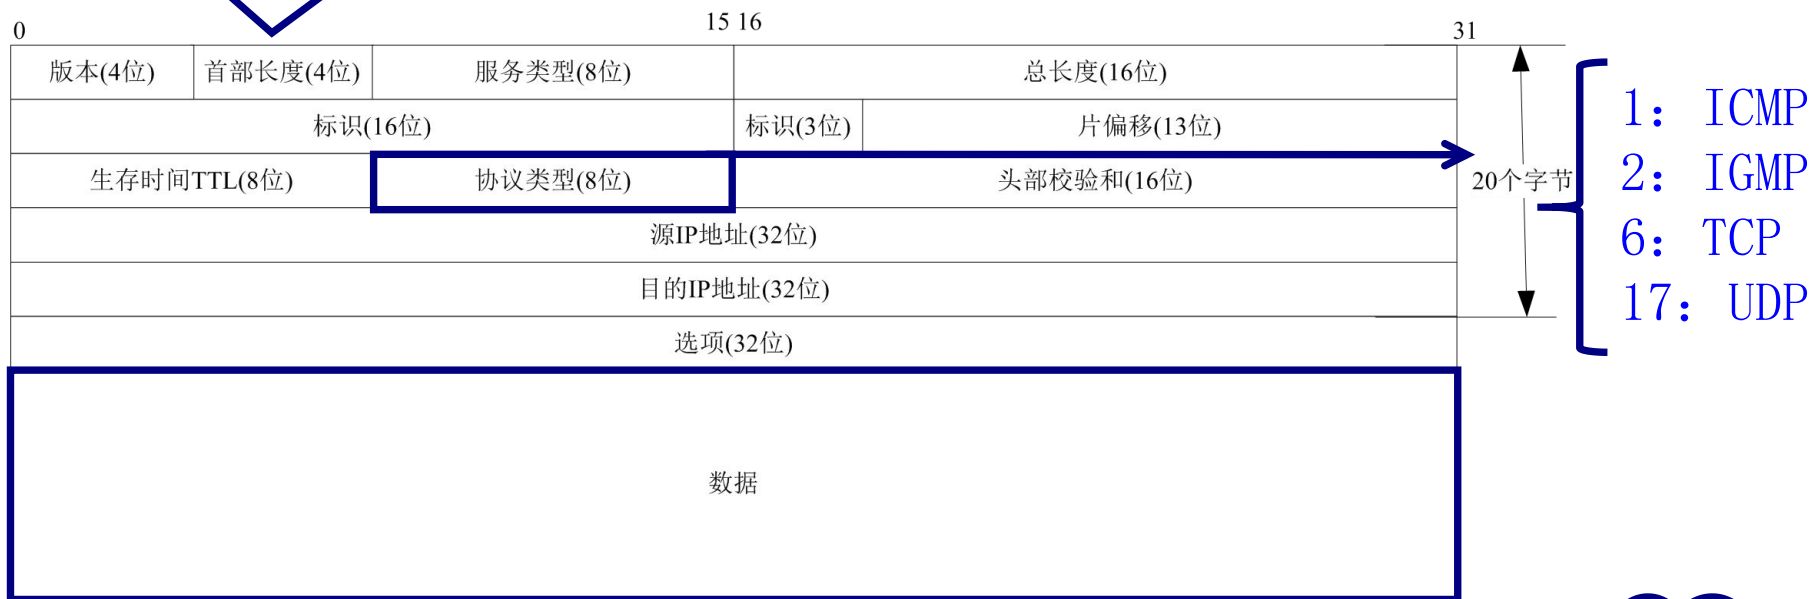 0 15 16 31
版本(4位) 首部长度(4位) 服务类型(8位) 总长度(16位)
标识(16位) 标识(3位) 片偏移(13位)
生存时间TTL(8位) 协议类型(8位) 头部校验和(16位)
源IP地址(32位)
目的IP地址(32位)
选项(32位)
数据
20个字节
1: ICMP
2: IGMP
6: TCP
17: UDP